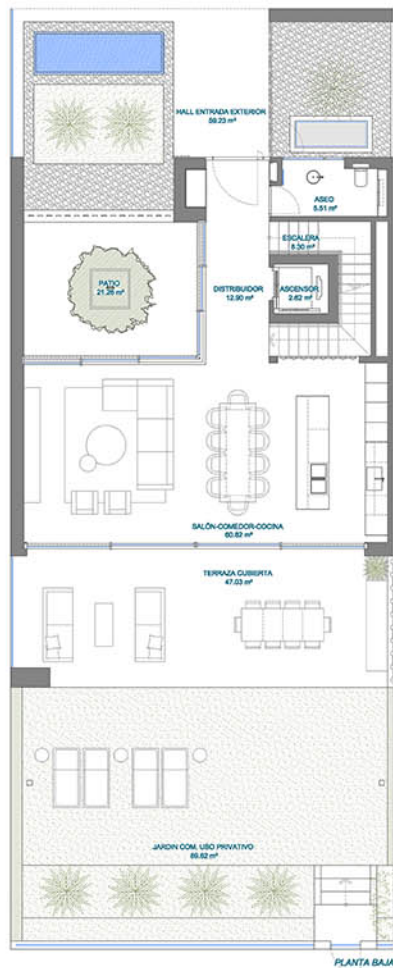 HALL ENTRADA EXTERIOR
59.23 m²
ASEO
5.51 m²
ESCALERA
8.30 m²
PATIO
21.26 m²
DISTRIBUIDOR
12.90 m²
ASCENSOR
2.62 m²
SALÓN-COMEDOR-COCINA
60.82 m²
TERRAZA CUBIERTA
47.03 m²
JARDIN COM. USO PRIVATIVO
89.62 m²
PLANTA BAJA